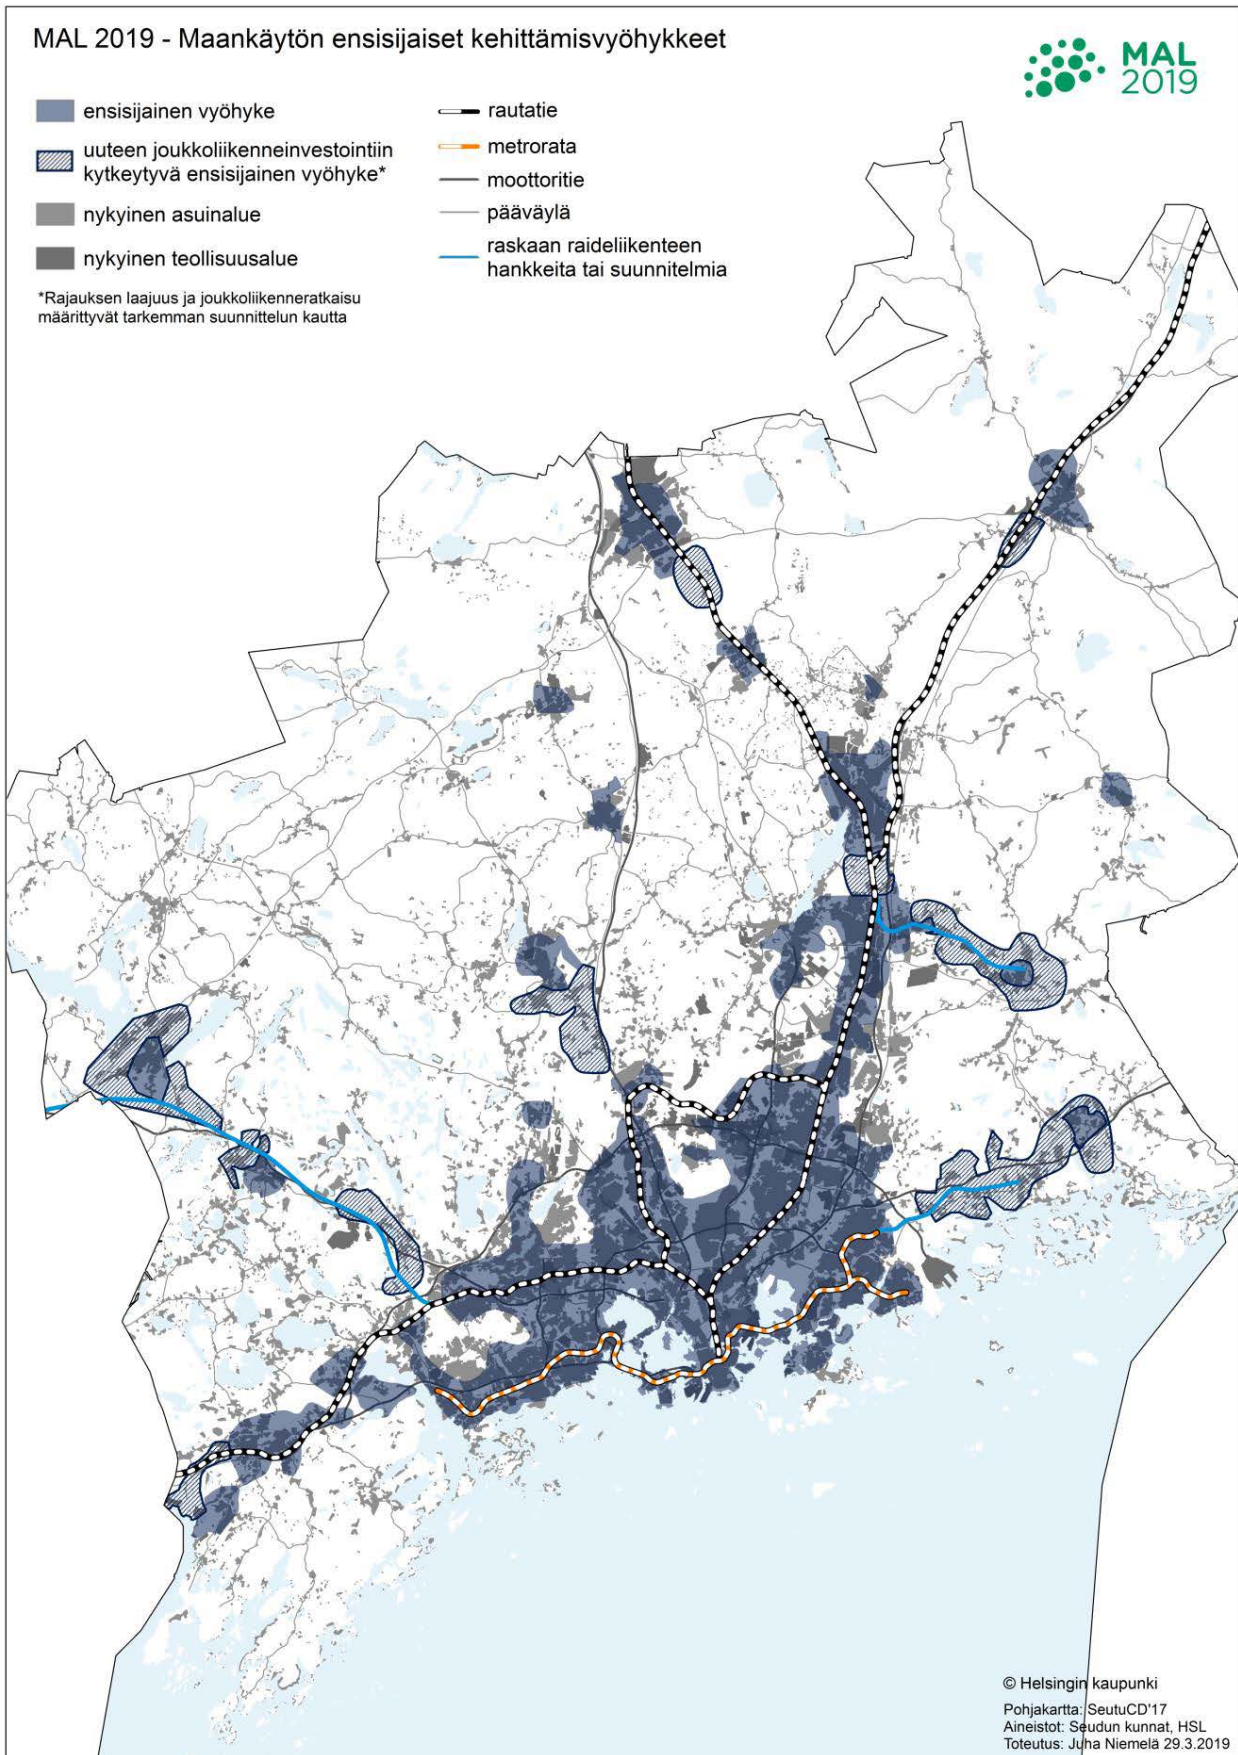 MAL 2019 - Maankäytön ensisijaiset kehittämisvyöhykkeet
MAL
2019
ensisijainen vyöhyke
uuteen joukkoliikenneinvestointiin
kytkeytyvä ensisijainen vyöhyke*
nykyinen asuinalue
nykyinen teollisuusalue
*Rajauksen laajuus ja joukkoliikenneratkaisu
määrittyvät tarkemman suunnittelun kautta
rautatie
metrorata
moottoritie
pääväylä
raskaan raideliikenteen
hankkeita tai suunnitelmia
© Helsingin kaupunki
Pohjakartta: SeutuCD'17
Aineistot: Seudun kunnat, HSL
Toteutus: Juha Niemelä 29.3.2019